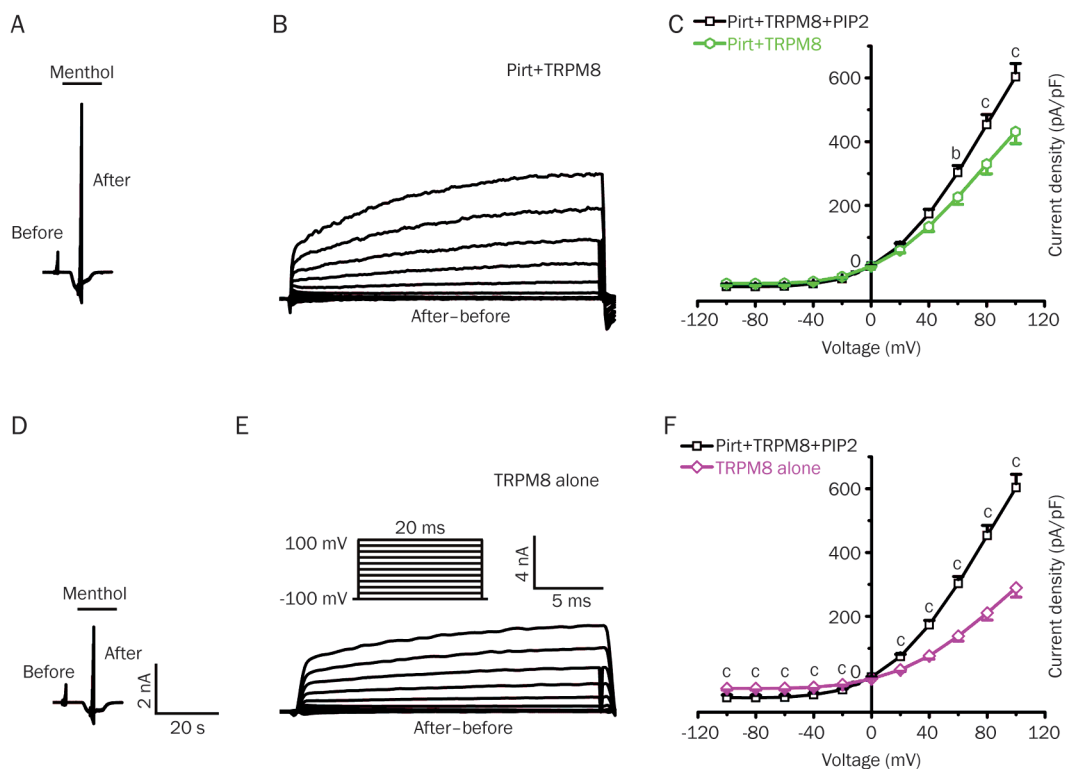 A
Menthol
After
Before
B
Pirt+TRPM8
After–before
C
Pirt+TRPM8+PIP2
Pirt+TRPM8
c
c
b
600
400
200
0
Current density (pA/pF)
-120
-80
-40
0
40
80
120
Voltage (mV)
D
Menthol
Before
After
2 nA
20 s
E
TRPM8 alone
20 ms
100 mV
-100 mV
4 nA
5 ms
After–before
F
Pirt+TRPM8+PIP2
TRPM8 alone
c
c
c
c
c
c c c c c
600
400
200
0
Current density (pA/pF)
-120
-80
-40
0
40
80
120
Voltage (mV)